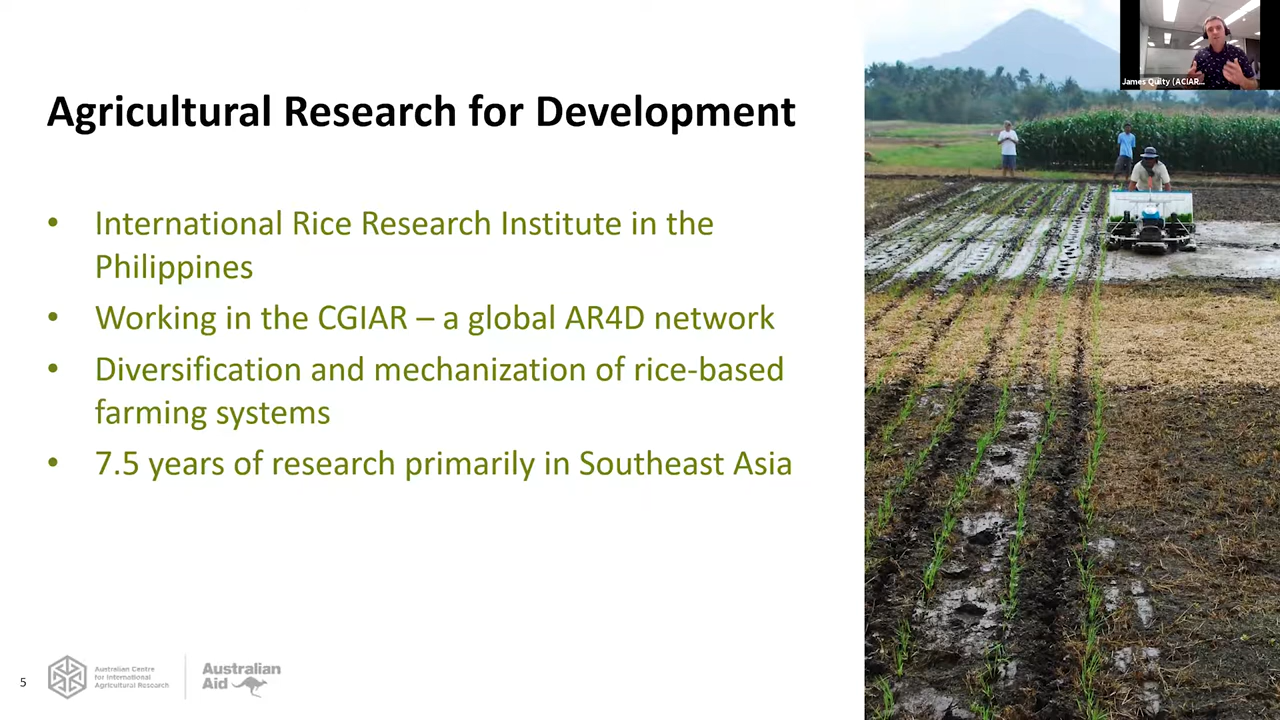 James Quilty (ACIAR...
Agricultural Research for Development
• International Rice Research Institute in the
Philippines
• Working in the CGIAR – a global AR4D network
• Diversification and mechanization of rice-based
farming systems
• 7.5 years of research primarily in Southeast Asia
5
Australian Centre
for International
Agricultural Research
Australian
Aid